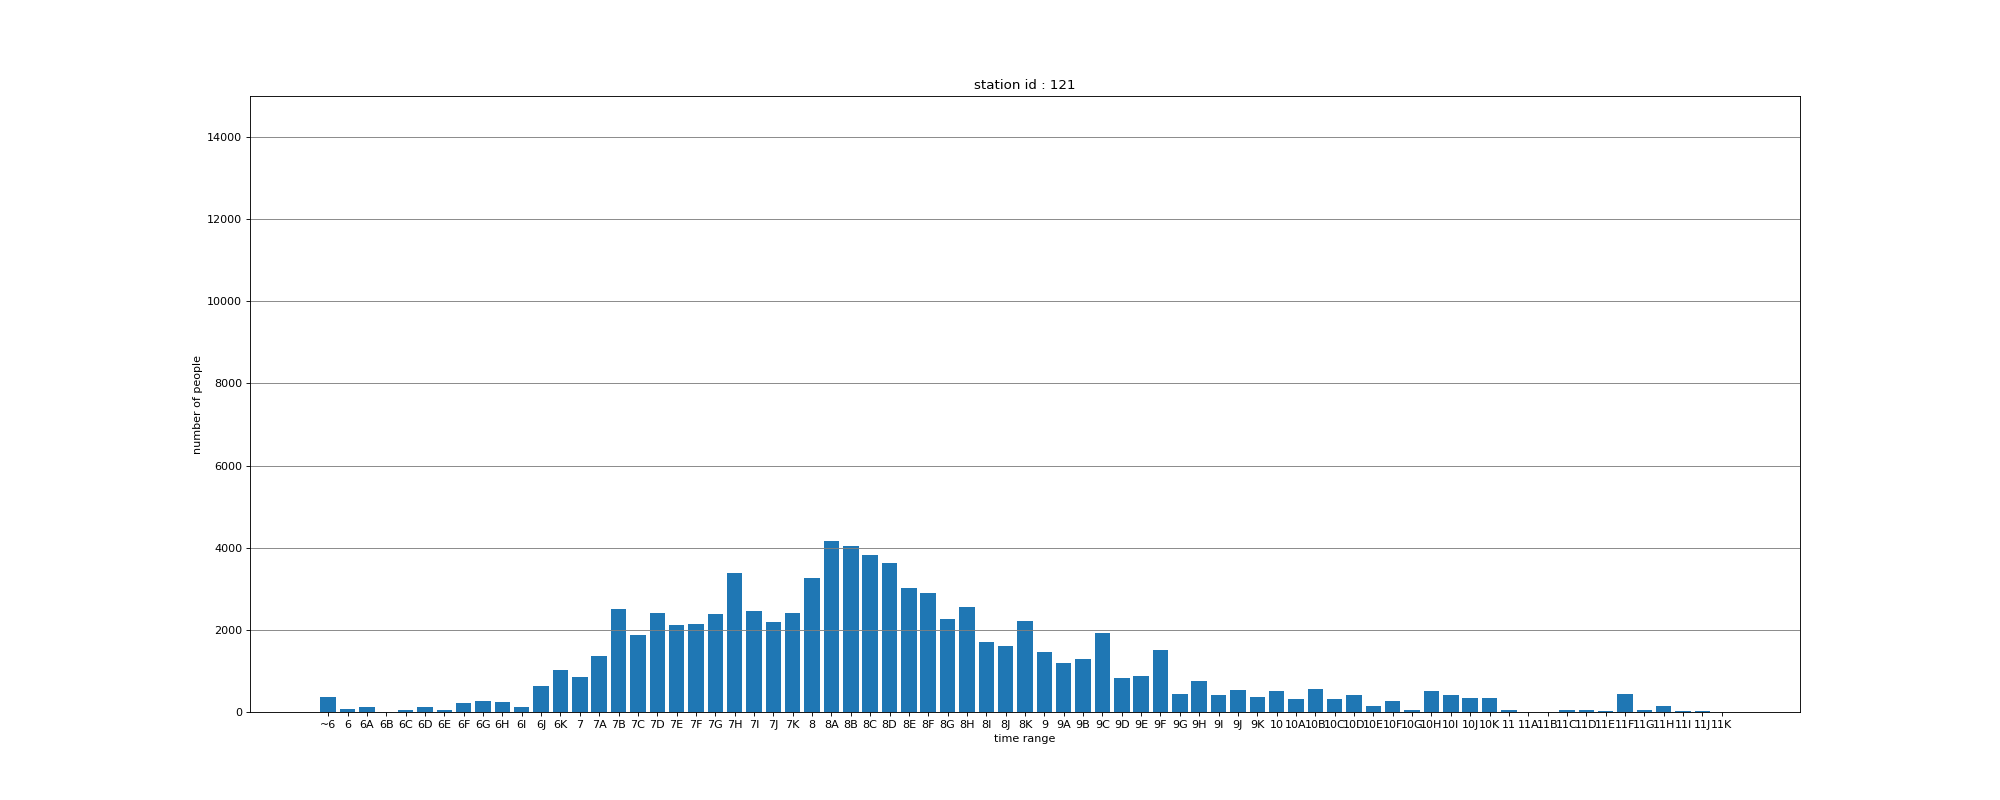 station id : 121
14000
12000
10000
8000
6000
4000
2000
0
number of people
~6 6 6A 6B 6C 6D 6E 6F 6G 6H 6I 6J 6K 7 7A 7B 7C 7D 7E 7F 7G 7H 7I 7J 7K 8 8A 8B 8C 8D 8E 8F 8G 8H 8I 8J 8K 9 9A 9B 9C 9D 9E 9F 9G 9H 9I 9J 9K 10 10A 10B 10C 10D 10E 10F 10G 10H 10I 10J 10K 11 11A 11B 11C 11D 11E 11F 11G 11H 11I 11J 11K
time range